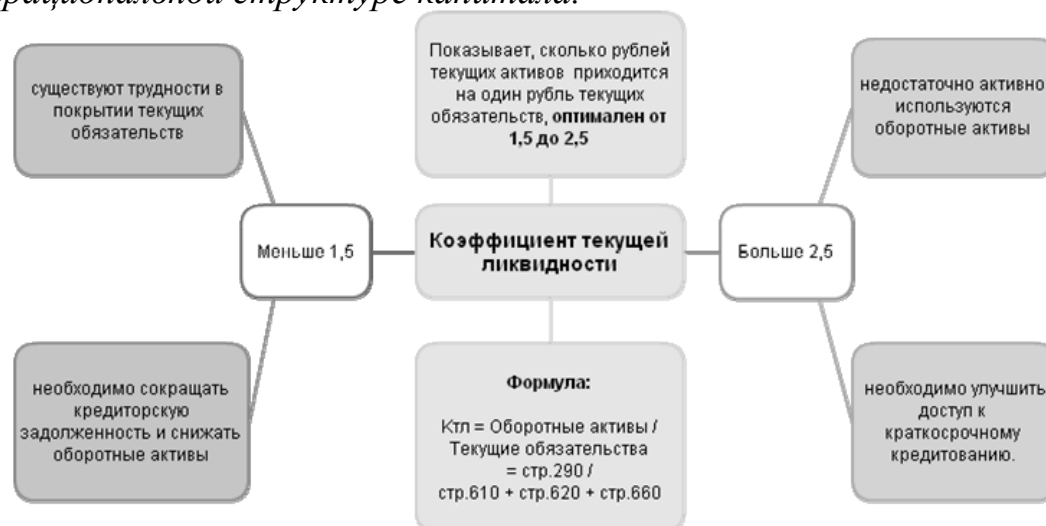 рациональной структуре капитала.
Показывает, сколько рублей
текущих активов приходится
на один рубль текущих
обязательств, оптимален от
1,5 до 2,5
существуют трудности в
покрытии текущих
обязательств
недостаточно активно
используются
оборотные активы
Меньше 1,5
Коэффициент текущей
ликвидности
Больше 2,5
необходимо сокращать
кредиторскую
задолженность и снижать
оборотные активы
Формула:
Ктл = Оборотные активы /
Текущие обязательства
= стр.290 /
стр.610 + стр.620 + стр.660
необходимо улучшить
доступ к
краткосрочному
кредитованию.